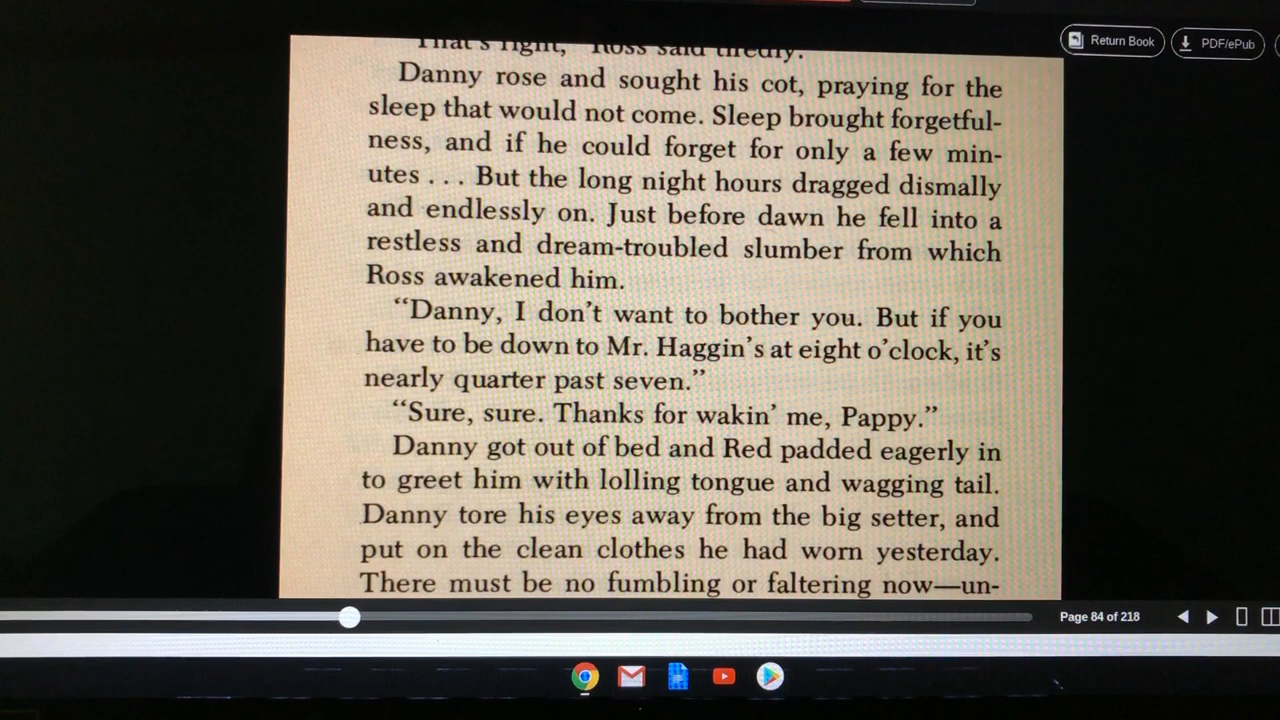 Return Book
PDF/ePub
That's right," Ross said tiredly.
Danny rose and sought his cot, praying for the
sleep that would not come. Sleep brought forgetful-
ness, and if he could forget for only a few min-
utes . . . But the long night hours dragged dismally
and endlessly on. Just before dawn he fell into a
restless and dream-troubled slumber from which
Ross awakened him.
“Danny, I don’t want to bother you. But if you
have to be down to Mr. Haggin’s at eight o’clock, it’s
nearly quarter past seven.”
“Sure, sure. Thanks for wakin’ me, Pappy.”
Danny got out of bed and Red padded eagerly in
to greet him with lolling tongue and wagging tail.
Danny tore his eyes away from the big setter, and
put on the clean clothes he had worn yesterday.
There must be no fumbling or faltering now—un-
Page 84 of 218